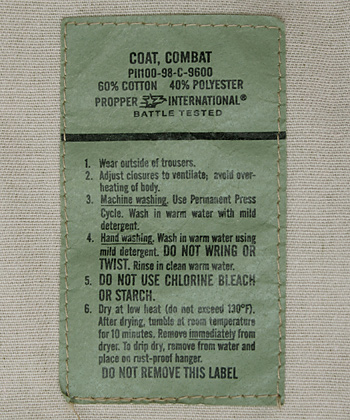 COAT, COMBAT
PI1100-98-C-9600
60% COTTON 40% POLYESTER
PROPPER INTERNATIONAL®
BATTLE TESTED
1. Wear outside of trousers.
2. Adjust closures to ventilate; avoid over-
heating of body.
3. Machine washing. Use Permanent Press
Cycle. Wash in warm water with mild
detergent.
4. Hand washing. Wash in warm water using
mild detergent. DO NOT WRING OR
TWIST. Rinse in clean warm water.
5. DO NOT USE CHLORINE BLEACH
OR STARCH.
6. Dry at low heat (do not exceed 130°F).
After drying, tumble at room temperature
for 10 minutes. Remove immediately from
dryer. To drip dry, remove from water and
place on rust-proof hanger.
DO NOT REMOVE THIS LABEL